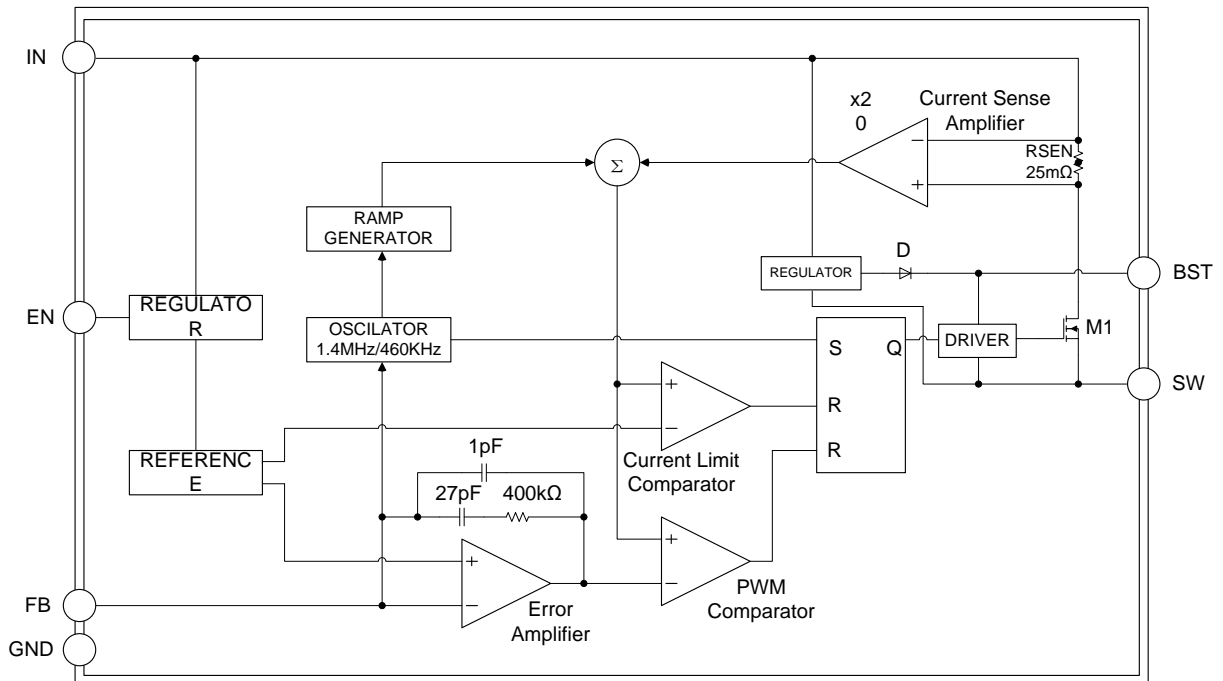 IN
x2
0
Current Sense
Amplifier
−
+
RSEN
25mΩ
Σ
RAMP
GENERATOR
REGULATOR
D
BST
EN
REGULATO
R
OSCILATOR
1.4MHz/460KHz
S
Q
DRIVER
M1
SW
+
−
R
R
Current Limit
Comparator
REFERENC
E
1pF
27pF
400kΩ
+
−
Error
Amplifier
+
−
PWM
Comparator
FB
GND